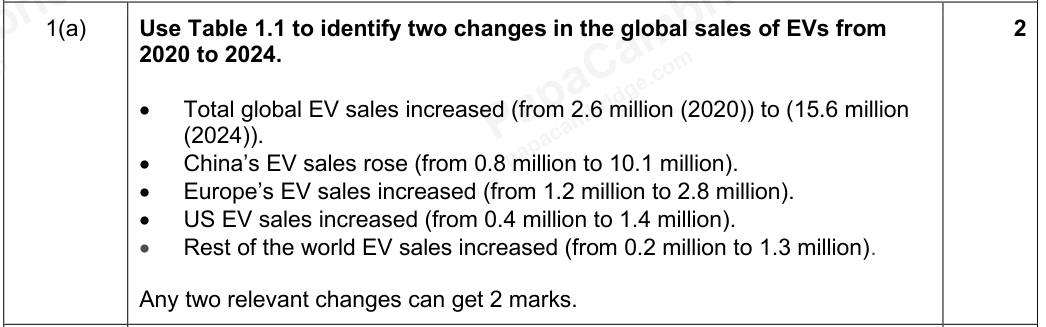 1(a)
Use Table 1.1 to identify two changes in the global sales of EVs from
2020 to 2024.
2
• Total global EV sales increased (from 2.6 million (2020)) to (15.6 million
(2024)).
• China’s EV sales rose (from 0.8 million to 10.1 million).
• Europe’s EV sales increased (from 1.2 million to 2.8 million).
• US EV sales increased (from 0.4 million to 1.4 million).
• Rest of the world EV sales increased (from 0.2 million to 1.3 million).
Any two relevant changes can get 2 marks.